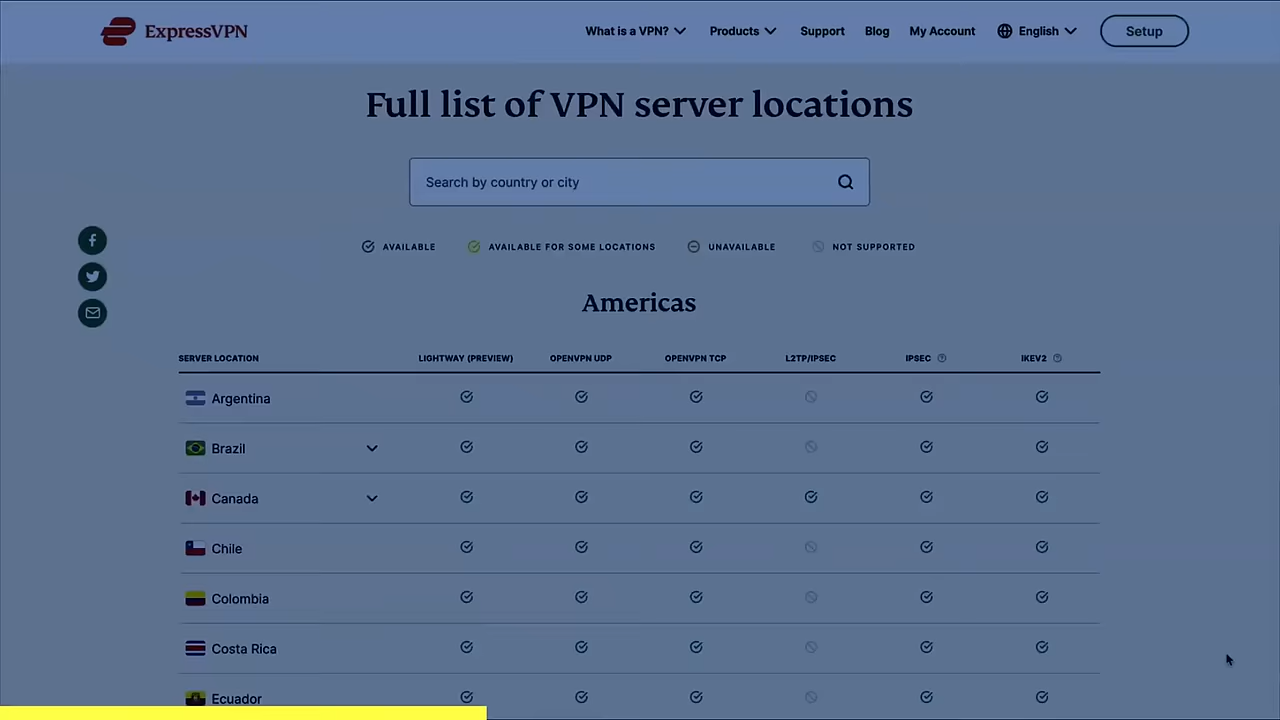 ExpressVPN What is a VPN? Products Support Blog My Account English Setup
Full list of VPN server locations
Search by country or city
AVAILABLE AVAILABLE FOR SOME LOCATIONS UNAVAILABLE NOT SUPPORTED
Americas
SERVER LOCATION LIGHTWAY (PREVIEW) OPENVPN UDP OPENVPN TCP L2TP/IPSEC IPSEC IKEV2
Argentina
Brazil
Canada
Chile
Colombia
Costa Rica
Ecuador